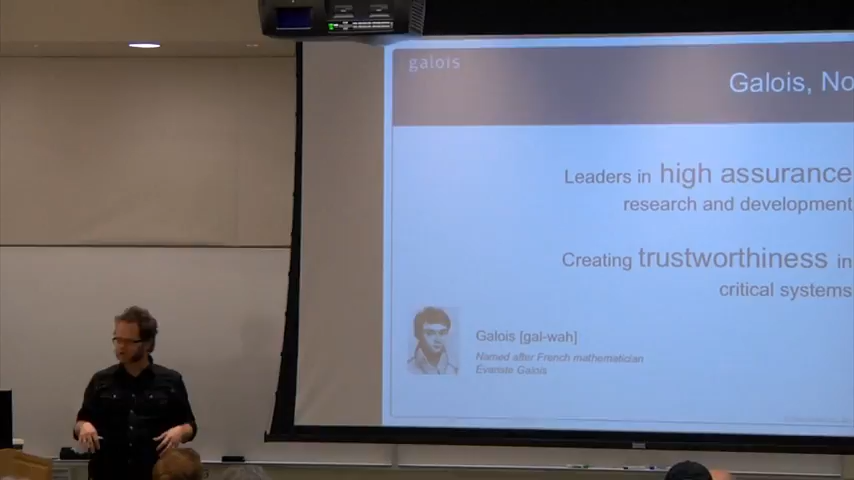 galois
Galois, No
Leaders in high assurance
research and development
Creating trustworthiness in
critical systems
Galois [gal-wah]
Named after French mathematician
Evariste Galois